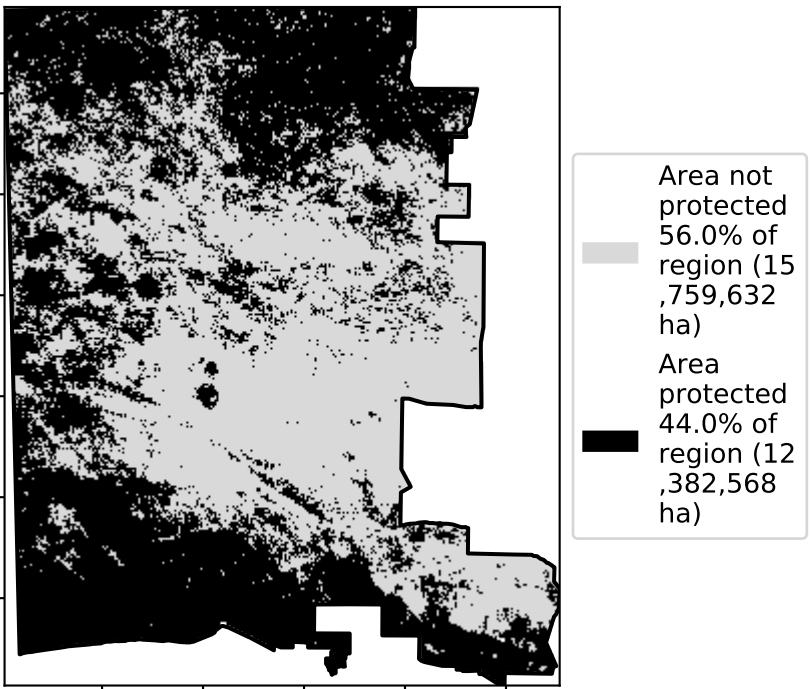 Area not
protected
56.0% of
region (15
,759,632
ha)
Area
protected
44.0% of
region (12
,382,568
ha)